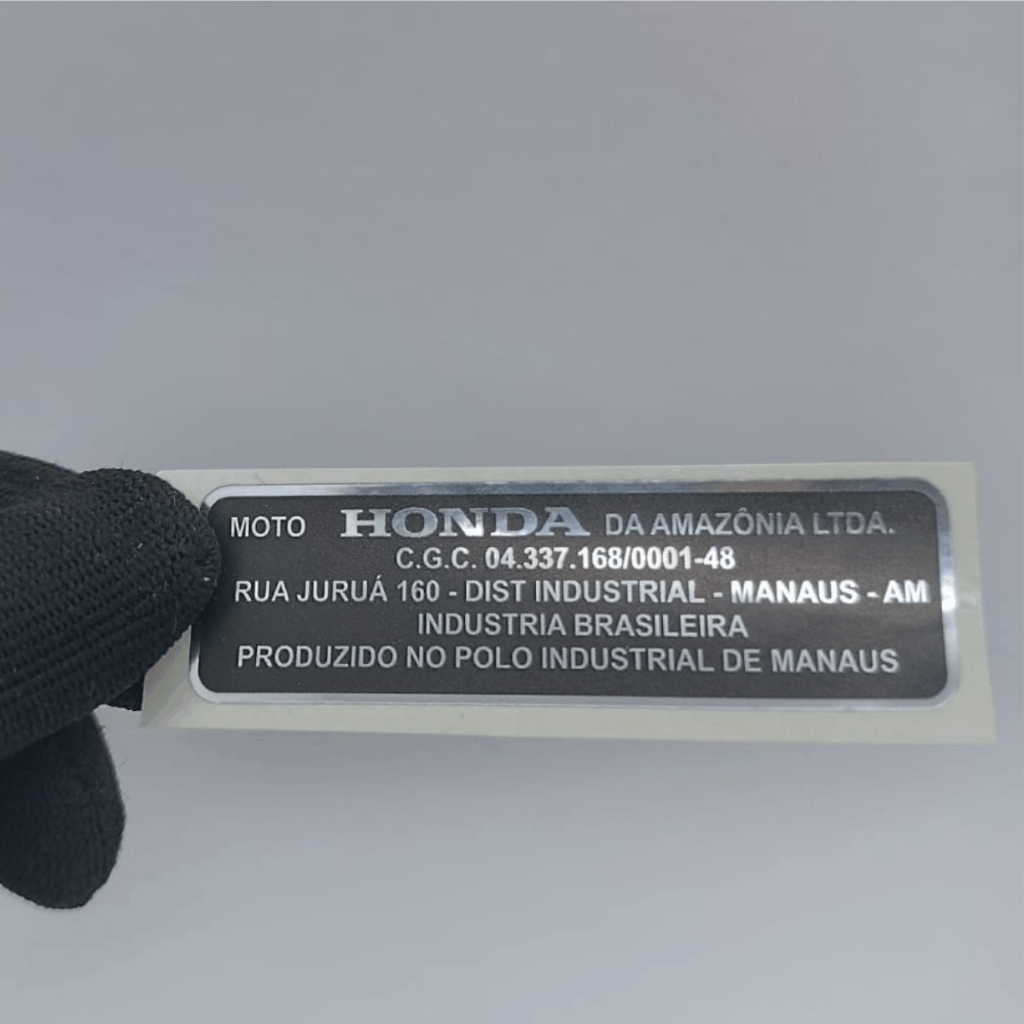 MOTO HONDA DA AMAZÔNIA LTDA.
C.G.C. 04.337.168/0001-48
RUA JURUÁ 160 - DIST INDUSTRIAL - MANAUS - AM
INDUSTRIA BRASILEIRA
PRODUZIDO NO POLO INDUSTRIAL DE MANAUS